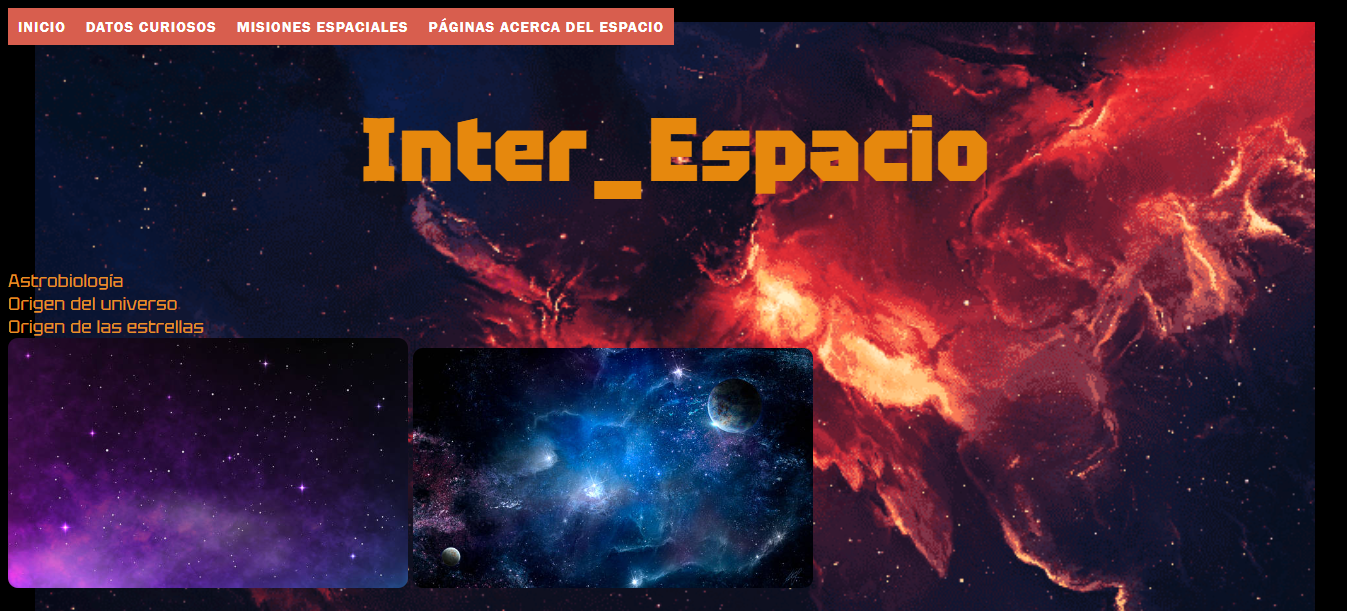 INICIO DATOS CURIOSOS MISIONES ESPACIALES PÁGINAS ACERCA DEL ESPACIO
Inter_Espacio
Astrobiología
Origen del universo
Origen de las estrellas